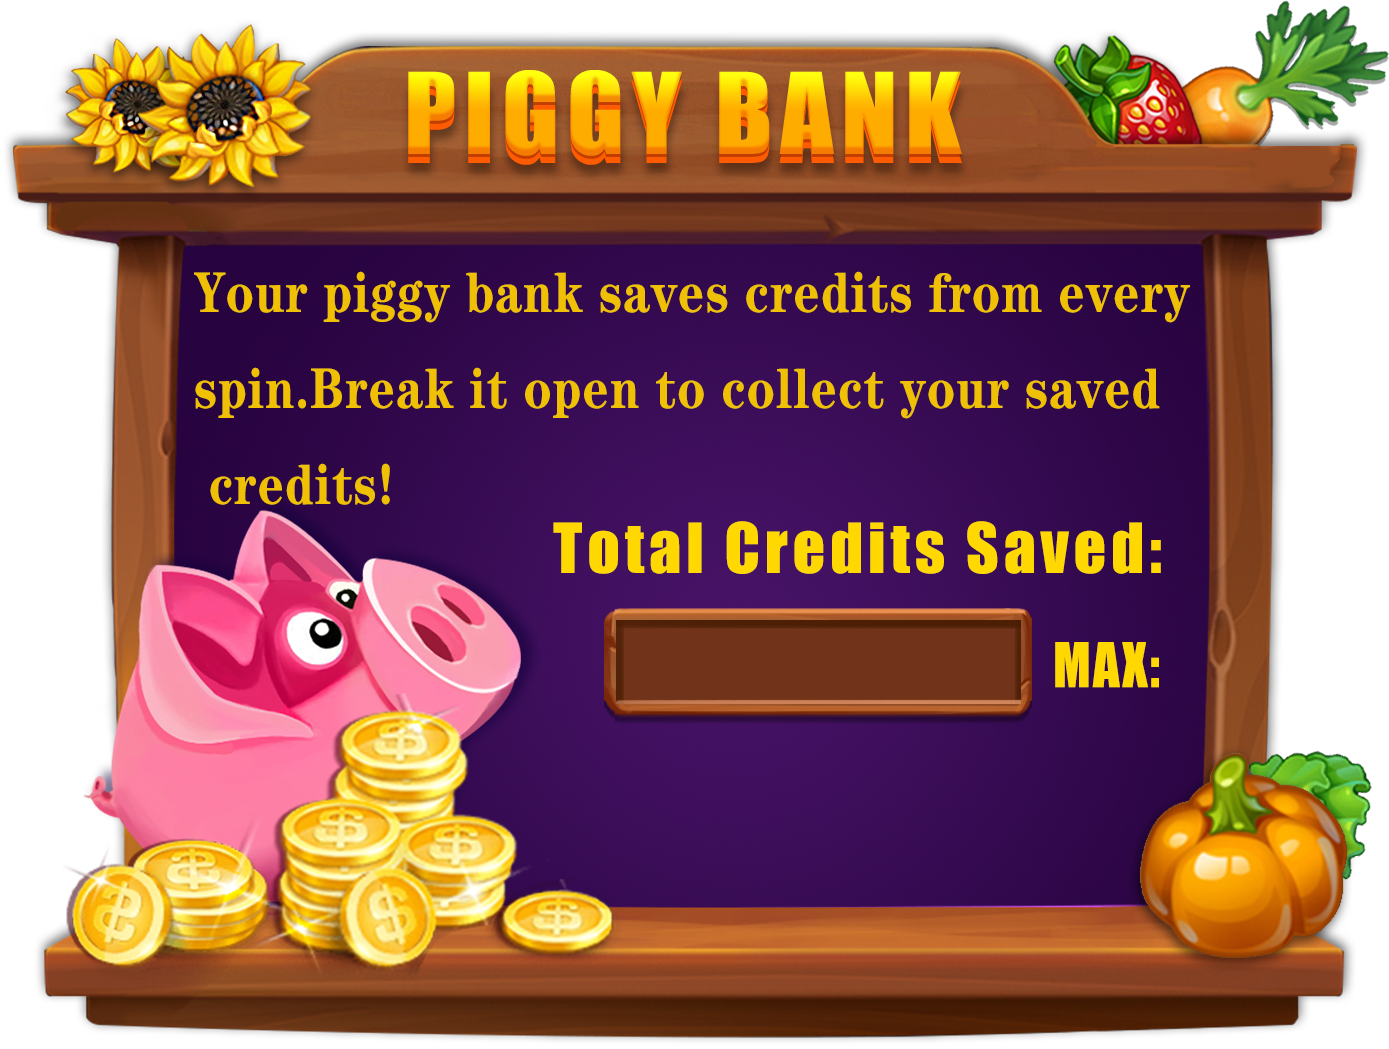 PIGGY BANK
Your piggy bank saves credits from every
spin.Break it open to collect your saved
credits!
Total Credits Saved:
MAX: